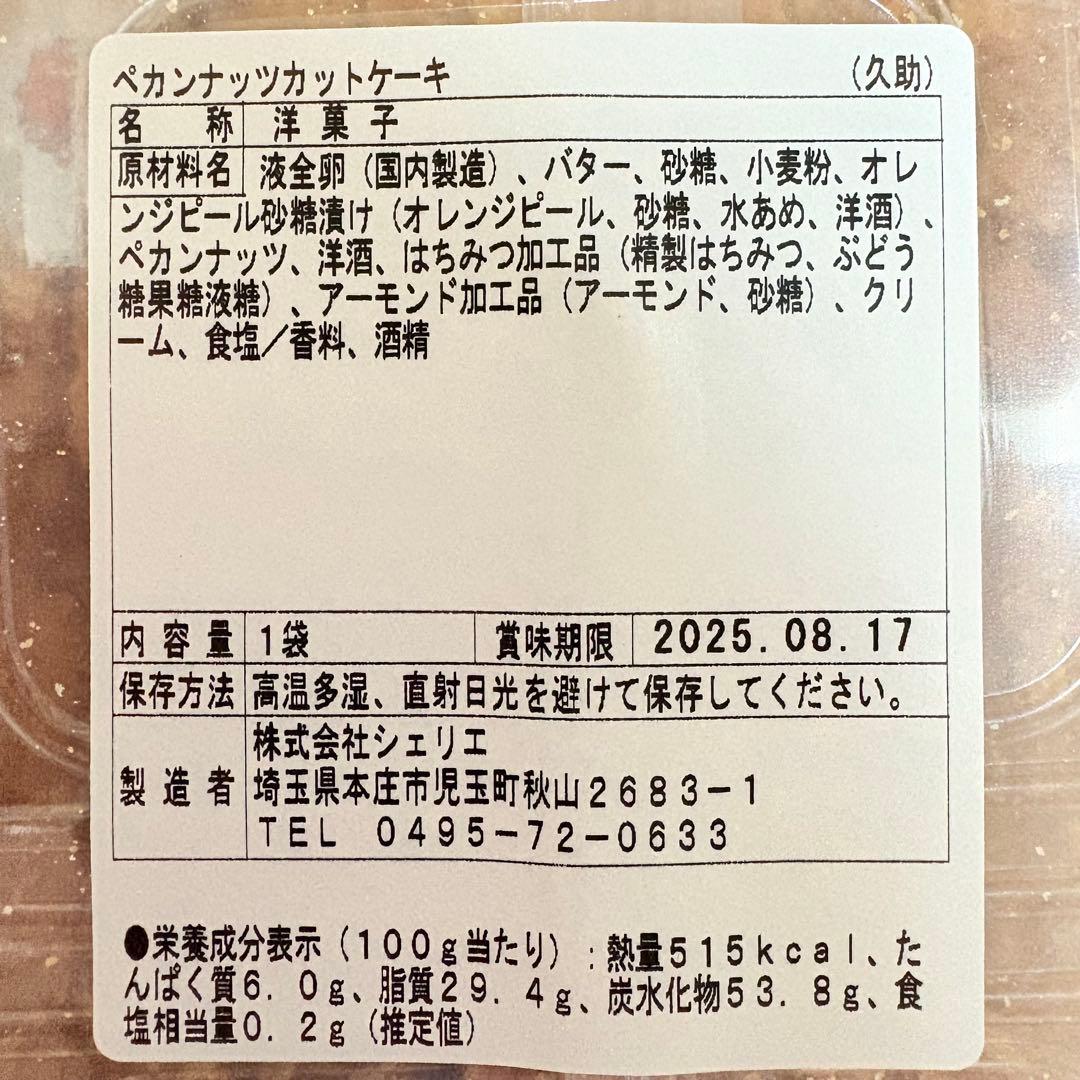 ペカンナッツカットケーキ （久助）
名称 洋菓子
原材料名 液全卵（国内製造）、バター、砂糖、小麦粉、オレ
ンジピール砂糖漬け（オレンジピール、砂糖、水あめ、洋酒）、
ペカンナッツ、洋酒、はちみつ加工品（精製はちみつ、ぶどう
糖果糖液糖）、アーモンド加工品（アーモンド、砂糖）、クリ
ーム、食塩／香料、酒精
内容量 1袋 賞味期限 2025.08.17
保存方法 高温多湿、直射日光を避けて保存してください。
製造者 株式会社シェリエ
埼玉県本庄市児玉町秋山２６８３－１
ＴＥＬ ０４９５－７２－０６３３
●栄養成分表示（１００ｇ当たり）：熱量５１５ｋｃａｌ、た
んぱく質６．０ｇ、脂質２９．４ｇ、炭水化物５３．８ｇ、食
塩相当量０．２ｇ（推定値）